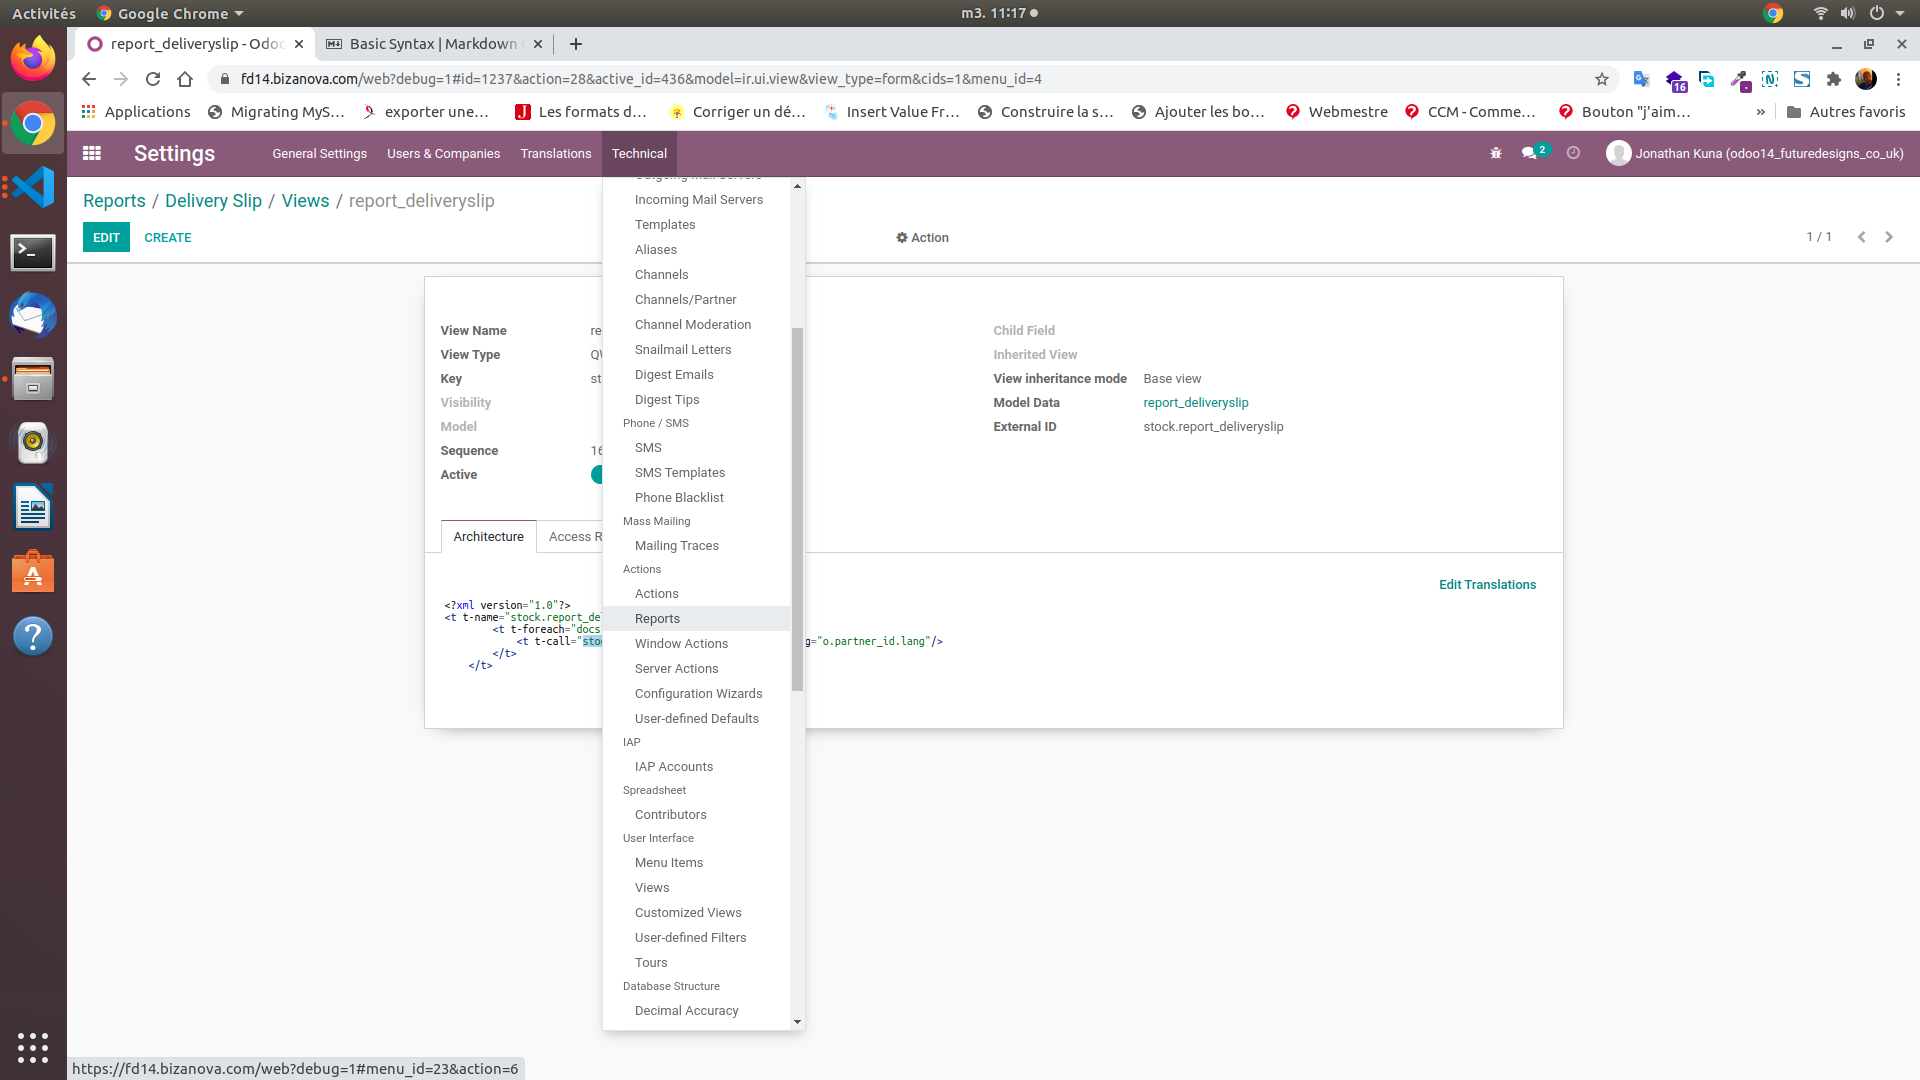 Activités
Google Chrome
m3. 11:17
report_deliveryslip - Odoo
Basic Syntax | Markdown
fd14.bizanova.com/web?debug=1#id=1237&action=28&active_id=436&model=ir.ui.view&view_type=form&cids=1&menu_id=4
16
Applications
Migrating MyS…
exporter une…
Les formats d…
Corriger un dé…
Insert Value Fr…
Construire la s…
Ajouter les bo…
Webmestre
CCM - Comme…
Bouton "j'aim…
»
Autres favoris
Settings
General Settings
Users & Companies
Translations
Technical
2
Jonathan Kuna (odoo14_futuredesigns_co_uk)
Reports / Delivery Slip / Views / report_deliveryslip
EDIT
CREATE
Action
1 / 1
Outgoing Mail Servers
Incoming Mail Servers
Templates
Aliases
Channels
Channels/Partner
Channel Moderation
Snailmail Letters
Digest Emails
Digest Tips
Phone / SMS
SMS
SMS Templates
Phone Blacklist
Mass Mailing
Mailing Traces
Actions
Actions
Reports
Window Actions
Server Actions
Configuration Wizards
User-defined Defaults
IAP
IAP Accounts
Spreadsheet
Contributors
User Interface
Menu Items
Views
Customized Views
User-defined Filters
Tours
Database Structure
Decimal Accuracy
View Name
re
View Type
Key
st
Visibility
Model
Sequence
16
Active
Child Field
Inherited View
View inheritance mode
Base view
Model Data
report_deliveryslip
External ID
stock.report_deliveryslip
Architecture
Access R
Edit Translations
<?xml version="1.0"?>
<t t-name="stock.report_de
<t t-foreach="docs
<t t-call="sto
g="o.partner_id.lang"/>
</t>
</t>
https://fd14.bizanova.com/web?debug=1#menu_id=23&action=6